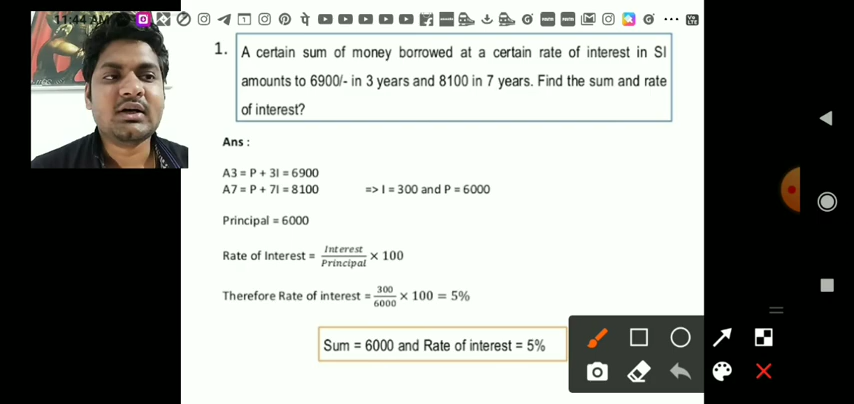 11:44 AM
1. A certain sum of money borrowed at a certain rate of interest in SI
amounts to 6900/- in 3 years and 8100 in 7 years. Find the sum and rate
of interest?
Ans :
A3 = P + 3I = 6900
A7 = P + 7I = 8100 => I = 300 and P = 6000
Principal = 6000
Rate of Interest = Interest/Principal × 100
Therefore Rate of interest = 300/6000 × 100 = 5%
Sum = 6000 and Rate of interest = 5%